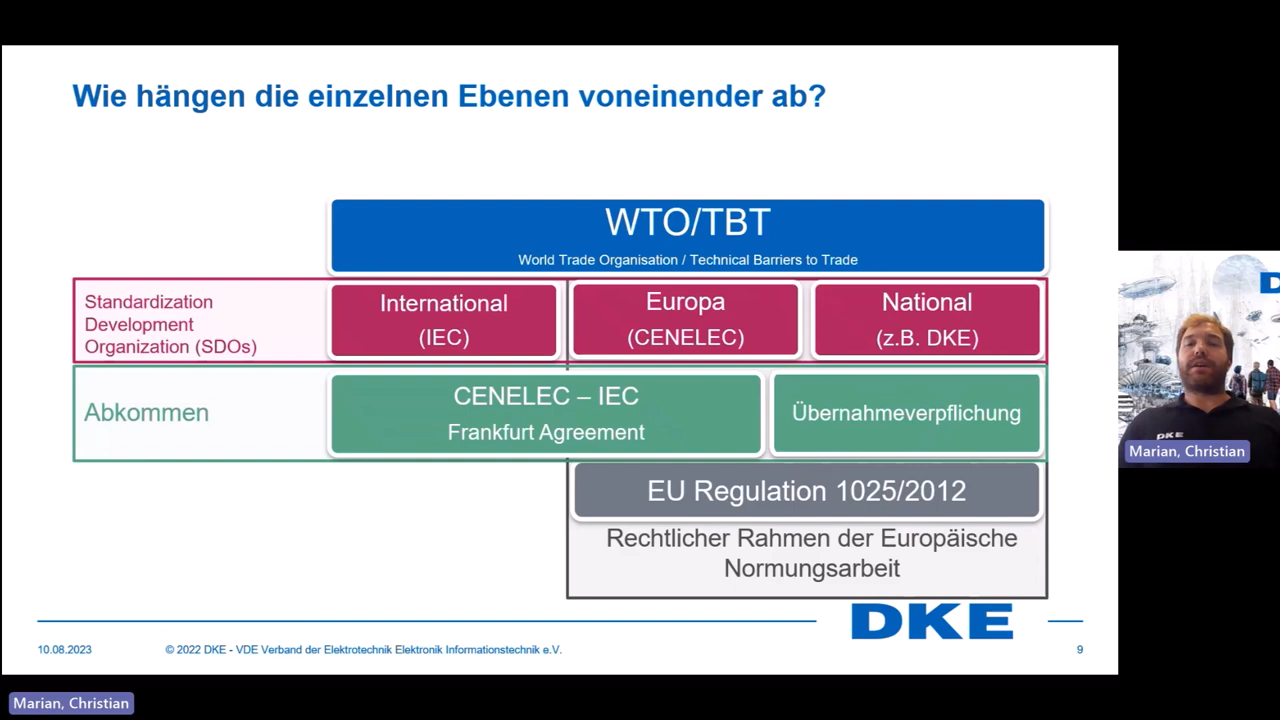 Wie hängen die einzelnen Ebenen voneinender ab?
WTO/TBT
World Trade Organisation / Technical Barriers to Trade
Standardization
Development
Organization (SDOs)
International
(IEC)
Europa
(CENELEC)
National
(z.B. DKE)
Abkommen
CENELEC – IEC
Frankfurt Agreement
Übernahmeverpflichung
EU Regulation 1025/2012
Rechtlicher Rahmen der Europäische
Normungsarbeit
DKE
10.08.2023
© 2022 DKE - VDE Verband der Elektrotechnik Elektronik Informationstechnik e.V.
9
D
DKE
Marian, Christian
Marian, Christian